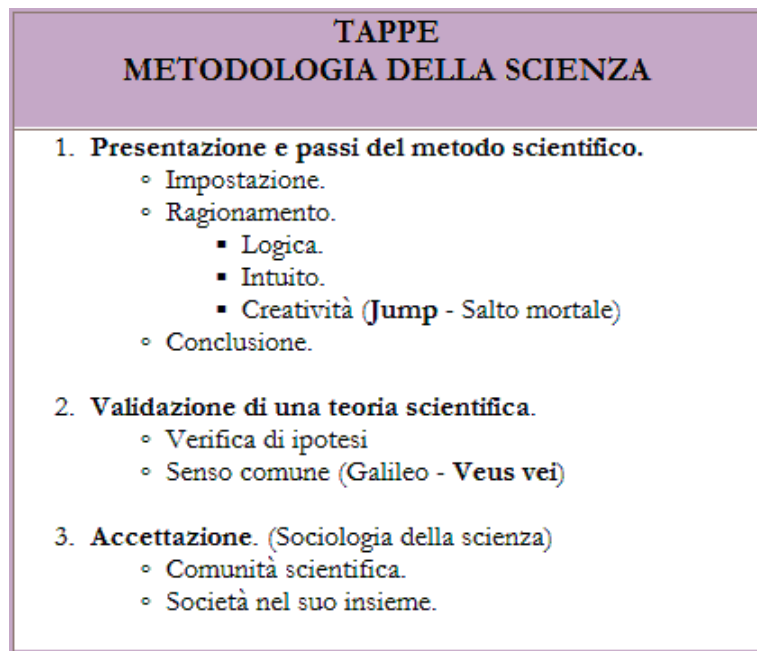 TAPPE
METODOLOGIA DELLA SCIENZA
1. Presentazione e passi del metodo scientifico.
∘ Impostazione.
∘ Ragionamento.
▪ Logica.
▪ Intuito.
▪ Creatività (Jump - Salto mortale)
∘ Conclusione.
2. Validazione di una teoria scientifica.
∘ Verifica di ipotesi
∘ Senso comune (Galileo - Veus vei)
3. Accettazione. (Sociologia della scienza)
∘ Comunità scientifica.
∘ Società nel suo insieme.